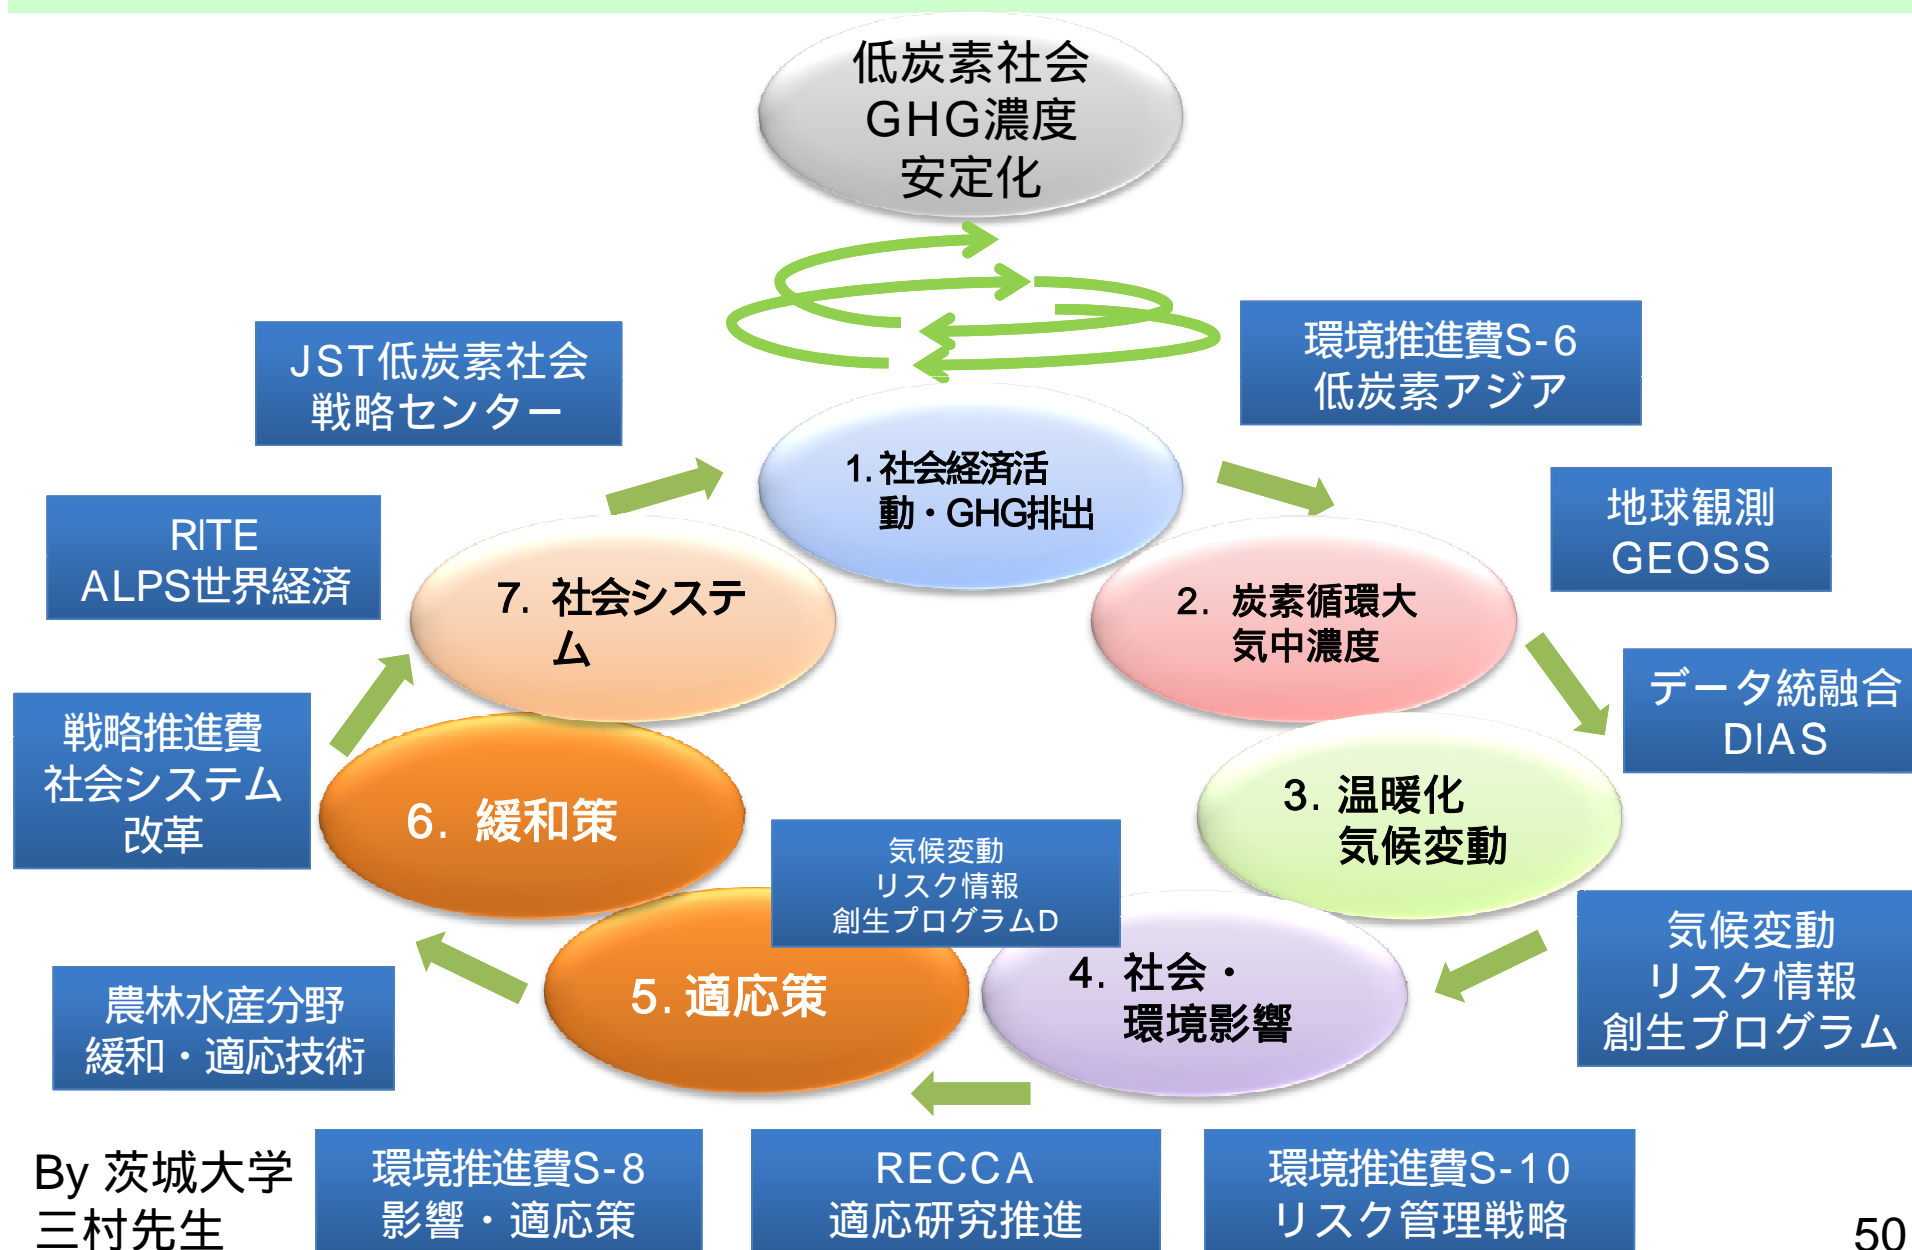 低炭素社会
GHG濃度
安定化
JST低炭素社会
戦略センター
環境推進費S-6
低炭素アジア
1. 社会経済活
動・GHG排出
RITE
ALPS世界経済
地球観測
GEOSS
7. 社会システ
ム
2. 炭素循環大
気中濃度
データ統融合
DIAS
戦略推進費
社会システム
改革
6. 緩和策
3. 温暖化
気候変動
気候変動
リスク情報
創生プログラムD
気候変動
リスク情報
創生プログラム
5. 適応策
4. 社会・
環境影響
農林水産分野
緩和・適応技術
By 茨城大学
三村先生
環境推進費S-8
影響・適応策
RECCA
適応研究推進
環境推進費S-10
リスク管理戦略
50